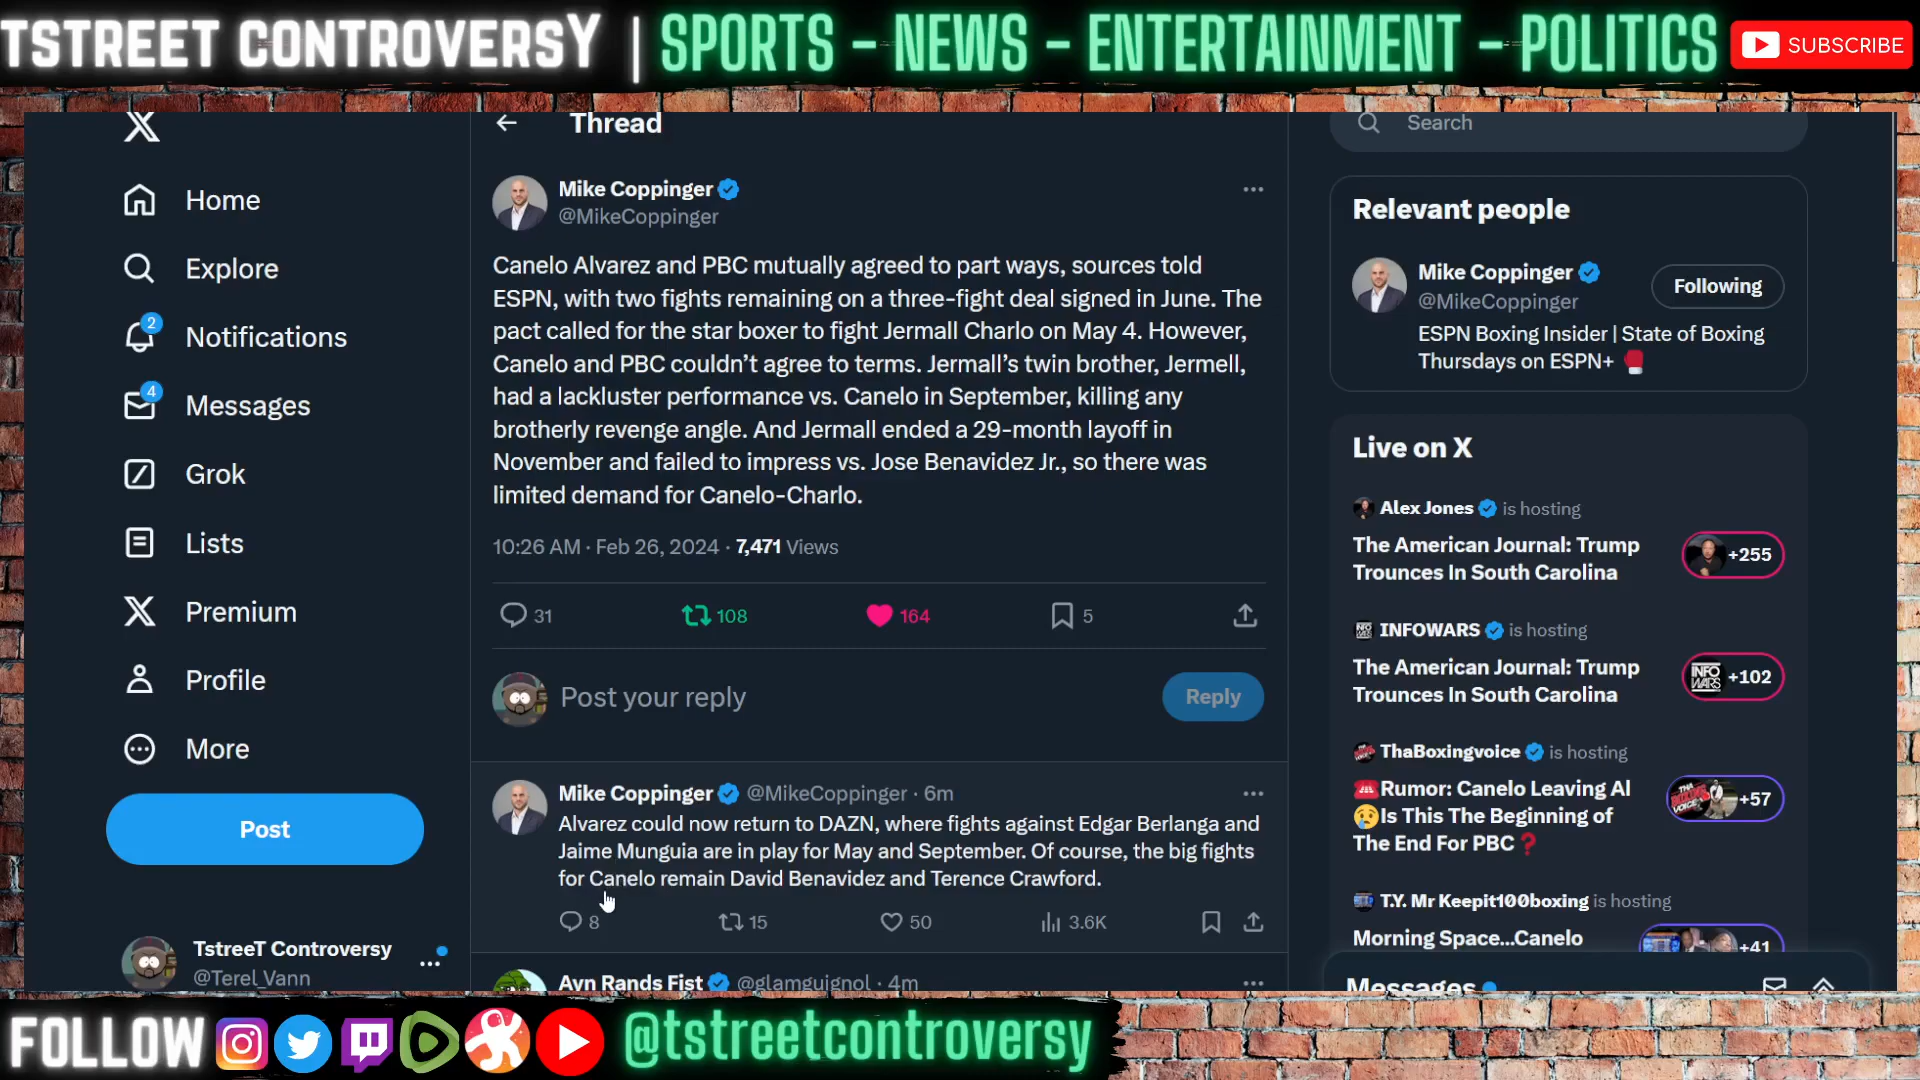 TSTREET CONTROVERSY | SPORTS - NEWS - ENTERTAINMENT - POLITICS
SUBSCRIBE
X
Home
Explore
2
Notifications
4
Messages
Grok
Lists
Premium
Profile
More
Post
TstreeT Controversy
@Terel_Vann
Thread
Mike Coppinger
@MikeCoppinger
Canelo Alvarez and PBC mutually agreed to part ways, sources told
ESPN, with two fights remaining on a three-fight deal signed in June. The
pact called for the star boxer to fight Jermall Charlo on May 4. However,
Canelo and PBC couldn’t agree to terms. Jermall’s twin brother, Jermell,
had a lackluster performance vs. Canelo in September, killing any
brotherly revenge angle. And Jermall ended a 29-month layoff in
November and failed to impress vs. Jose Benavidez Jr., so there was
limited demand for Canelo-Charlo.
10:26 AM · Feb 26, 2024 · 7,471 Views
31 108 164 5
Post your reply
Reply
Mike Coppinger @MikeCoppinger · 6m
Alvarez could now return to DAZN, where fights against Edgar Berlanga and
Jaime Munguia are in play for May and September. Of course, the big fights
for Canelo remain David Benavidez and Terence Crawford.
8 15 50 3.6K
Ayn Rands Fist @glamguignol · 4m
Search
Relevant people
Mike Coppinger
@MikeCoppinger
Following
ESPN Boxing Insider | State of Boxing
Thursdays on ESPN+
Live on X
Alex Jones is hosting
The American Journal: Trump
Trounces In South Carolina
+255
INFOWARS is hosting
The American Journal: Trump
Trounces In South Carolina
INFO
WARS
+102
ThaBoxingvoice is hosting
Rumor: Canelo Leaving Al
Is This The Beginning of
The End For PBC
+57
T.Y. Mr Keepit100boxing is hosting
Morning Space...Canelo
+41
Messages
FOLLOW
@tstreetcontroversy